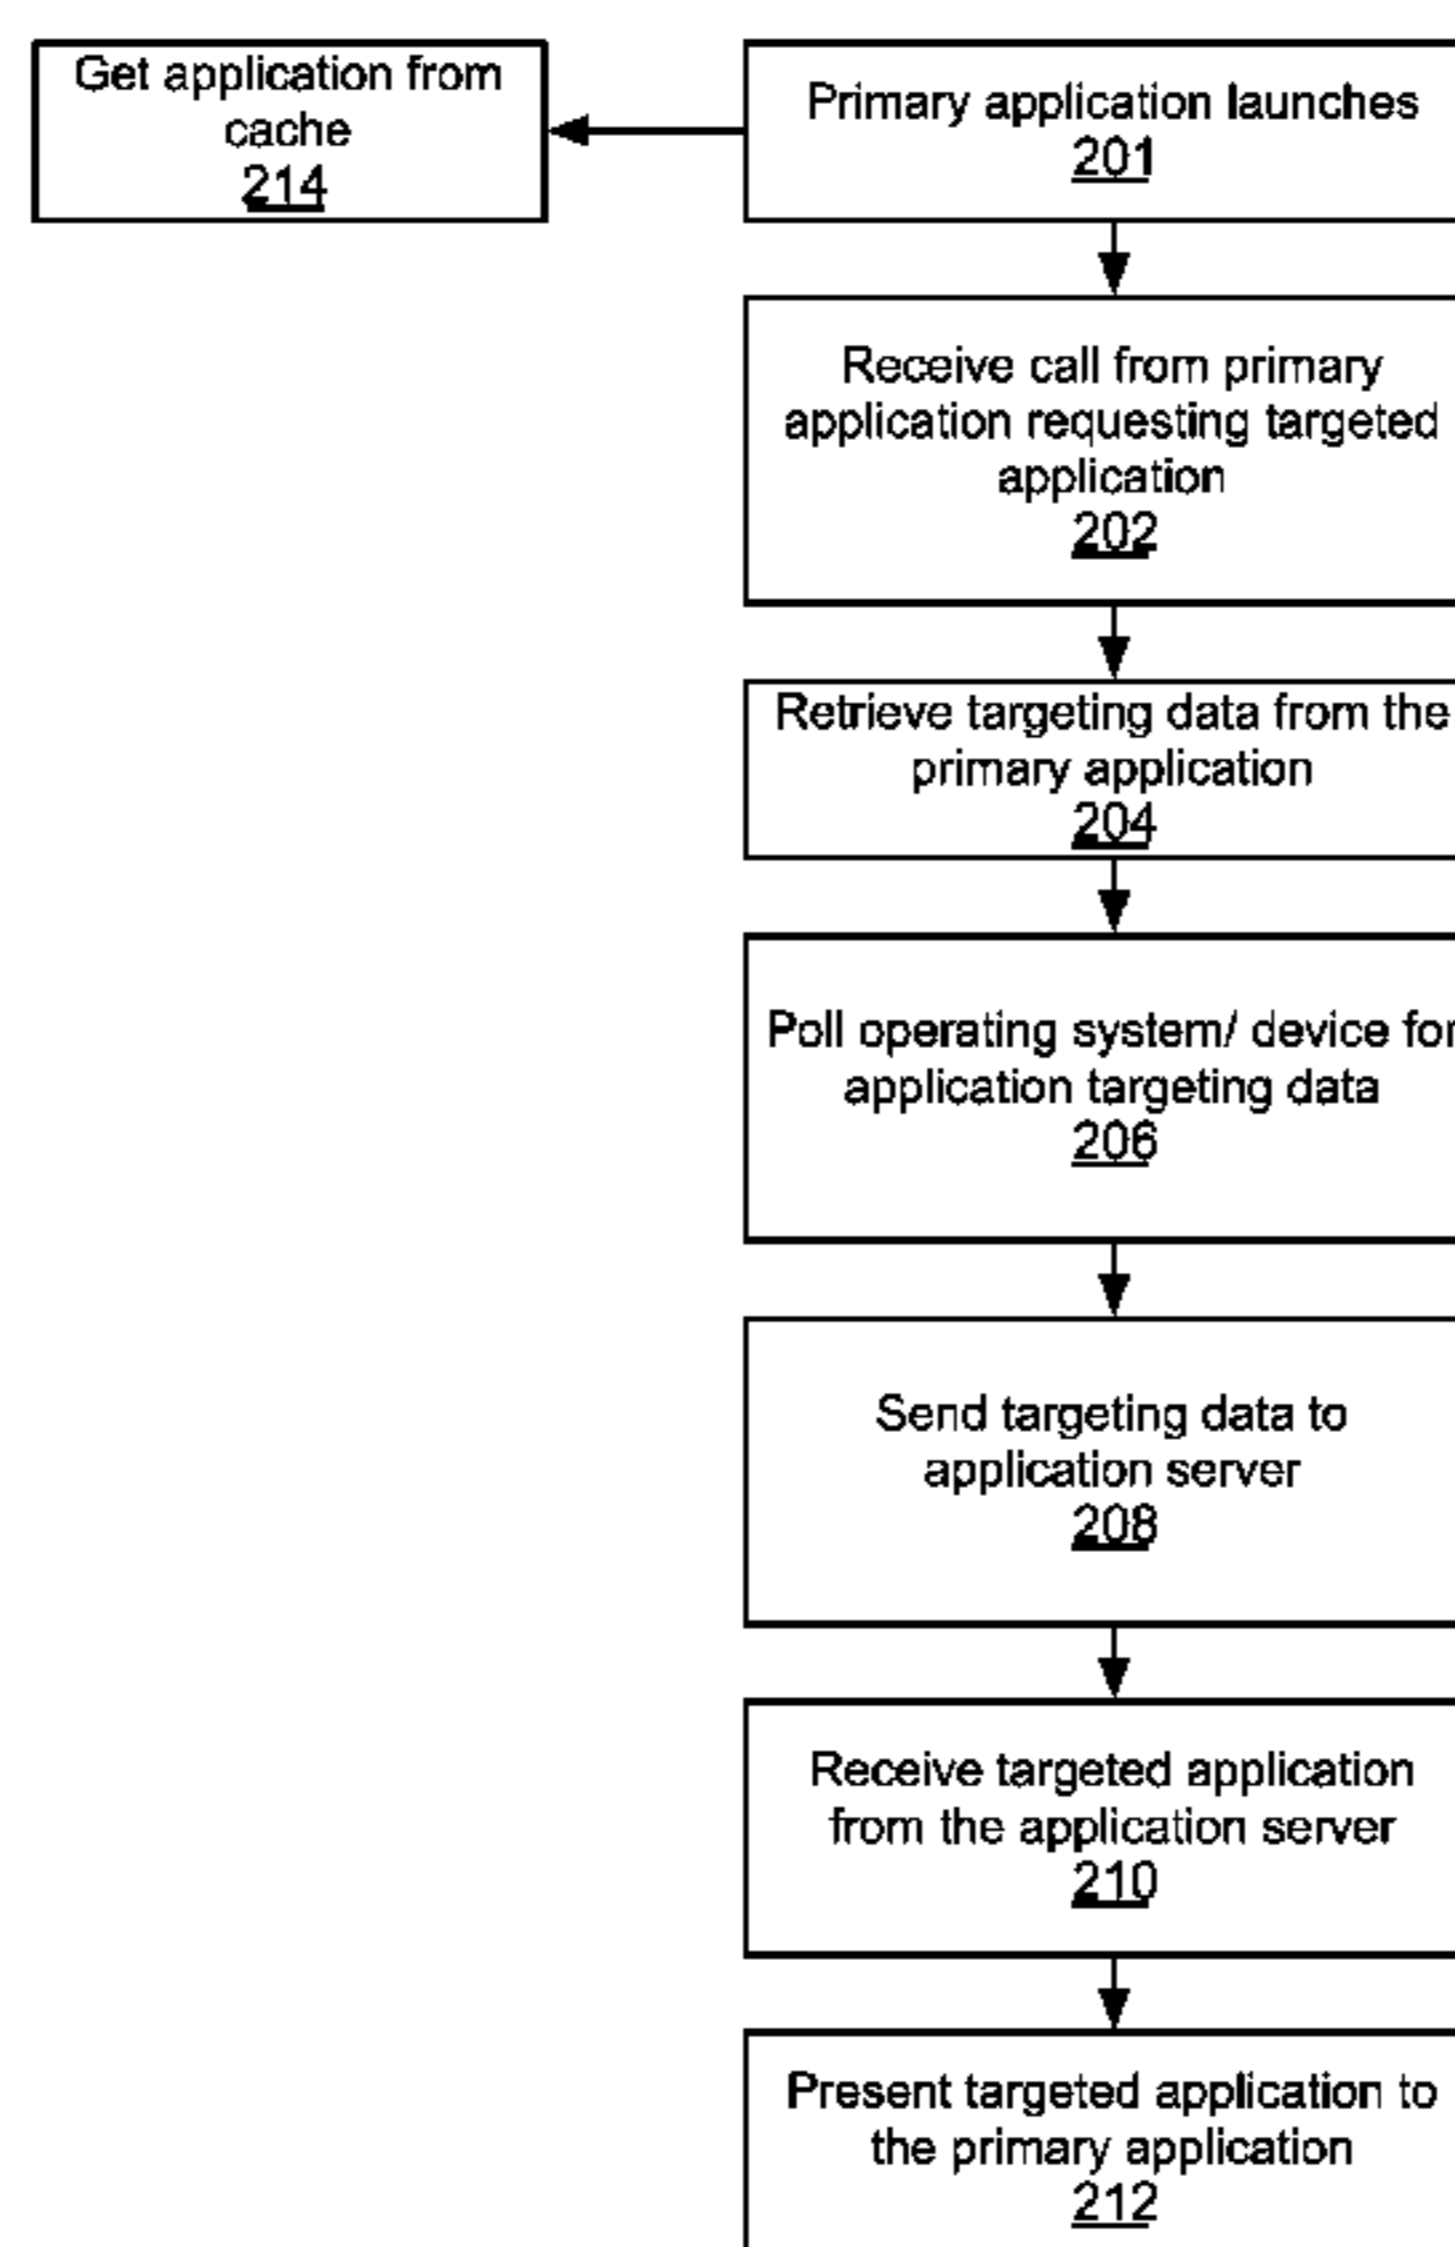 Get application from
cache
214
Primary application launches
201
Receive call from primary
application requesting targeted
application
202
Retrieve targeting data from the
primary application
204
Poll operating system/ device for
application targeting data
206
Send targeting data to
application server
208
Receive targeted application
from the application server
210
Present targeted application to
the primary application
212